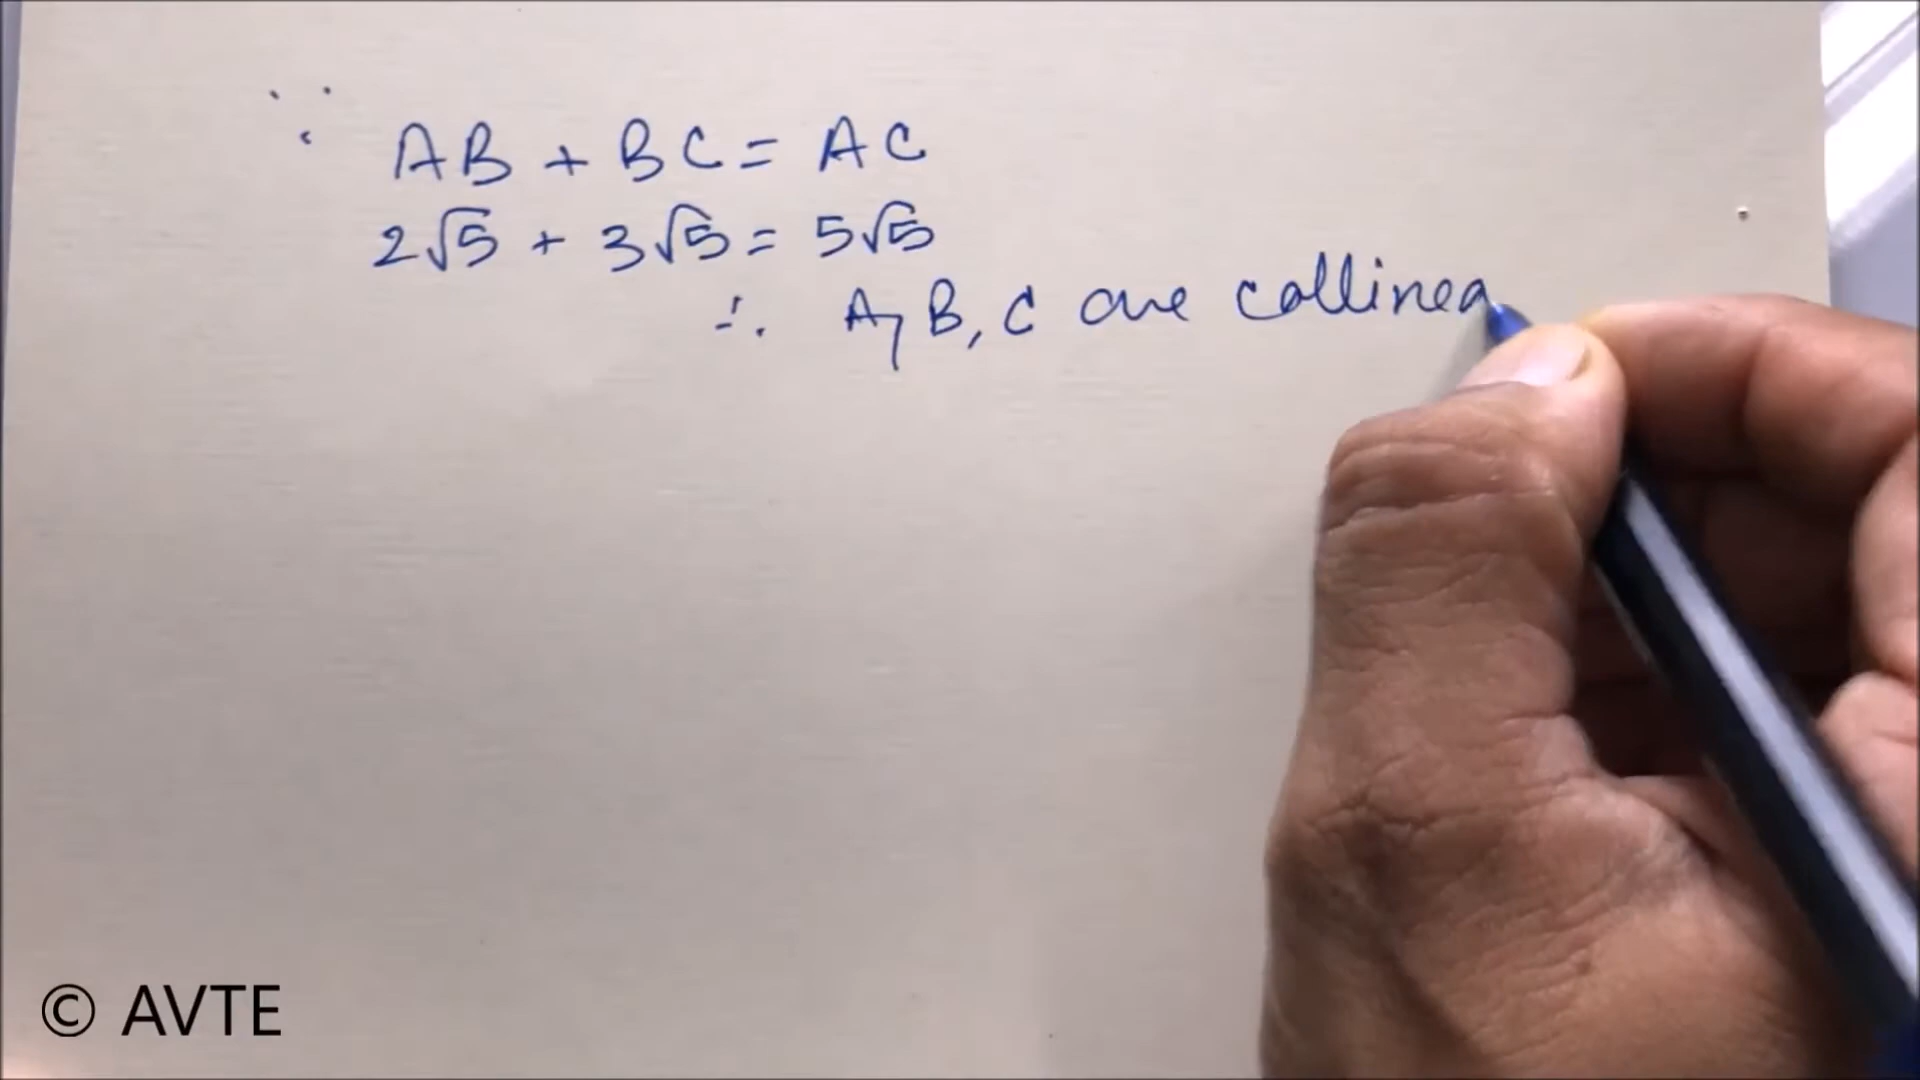 ∵ AB + BC = AC
2√5 + 3√5 = 5√5
∴ A, B, C are collinea
© AVTE